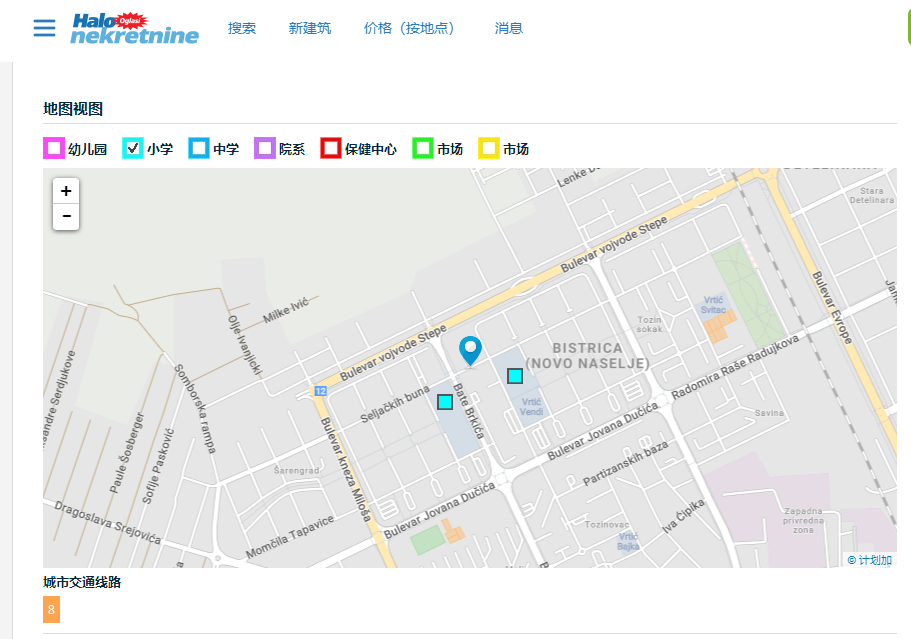 Halo Oglasi
nekretnine
搜索 新建筑 价格（按地点） 消息
地图视图
幼儿园 小学 中学 院系 保健中心 市场 市场
+
−
Lenke
Stara
Detelinara
Bulevar vojvode Stepe
Milke Ivić
Olje Ivanjicki
Vrtić
Svitac
Bulevar Evrope
Tozin
sokak
Bulevar vojvode Stepe
BISTRICA
(NOVO NASELJE)
Radomira Raše Radujkova
12
Seljačkih buna
Bate Brkića
Vrtić
Vendi
Somborska rampa
Savina
Bulevar Jovana Dučića
Paule Šosberger
Sofije Pasković
Bulevar kneza Miloša
Šarengrad
Partizanskih baza
Bulevar Jovana Dučića
Iva Cipika
Dragoslava Srejovića
Momčila Tapavice
Tozinovac
Vrtić
Bajka
Zapadna
privredna
zona
© 计划加
城市交通线路
8